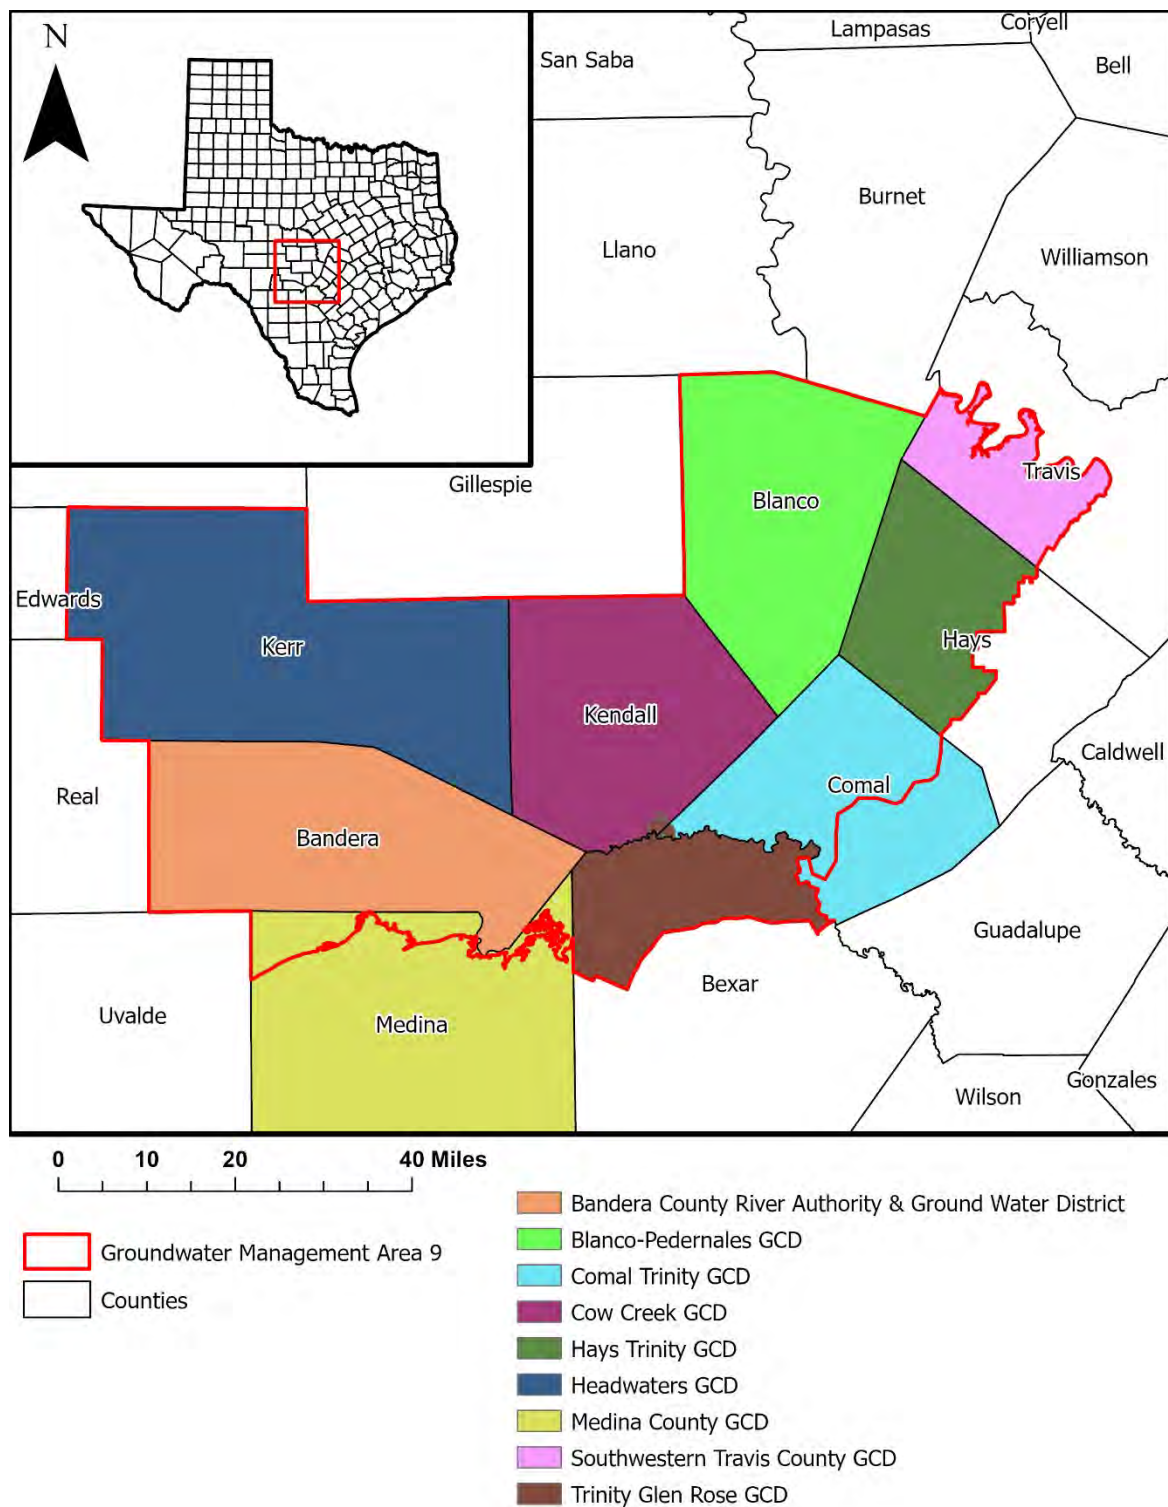 N
Coryell
Lampasas
San Saba
Bell
Burnet
Llano
Williamson
Gillespie
Travis
Blanco
Edwards
Kerr
Hays
Kendall
Caldwell
Real
Comal
Bandera
Guadalupe
Bexar
Uvalde
Medina
Gonzales
Wilson
0 10 20 40 Miles
Groundwater Management Area 9
Counties
Bandera County River Authority & Ground Water District
Blanco-Pedernales GCD
Comal Trinity GCD
Cow Creek GCD
Hays Trinity GCD
Headwaters GCD
Medina County GCD
Southwestern Travis County GCD
Trinity Glen Rose GCD